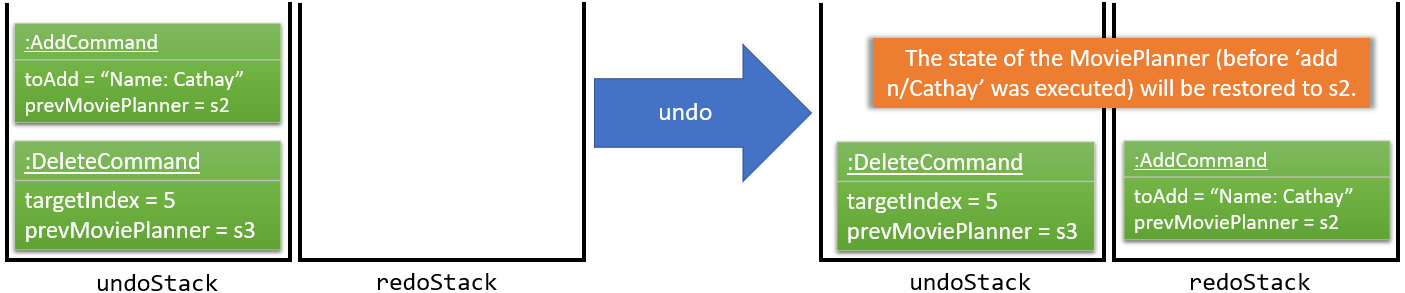 :AddCommand
toAdd = “Name: Cathay”
prevMoviePlanner = s2
:DeleteCommand
targetIndex = 5
prevMoviePlanner = s3
undoStack
redoStack
undo
The state of the MoviePlanner (before ‘add
n/Cathay’ was executed) will be restored to s2.
:DeleteCommand
targetIndex = 5
prevMoviePlanner = s3
:AddCommand
toAdd = “Name: Cathay”
prevMoviePlanner = s2
undoStack
redoStack